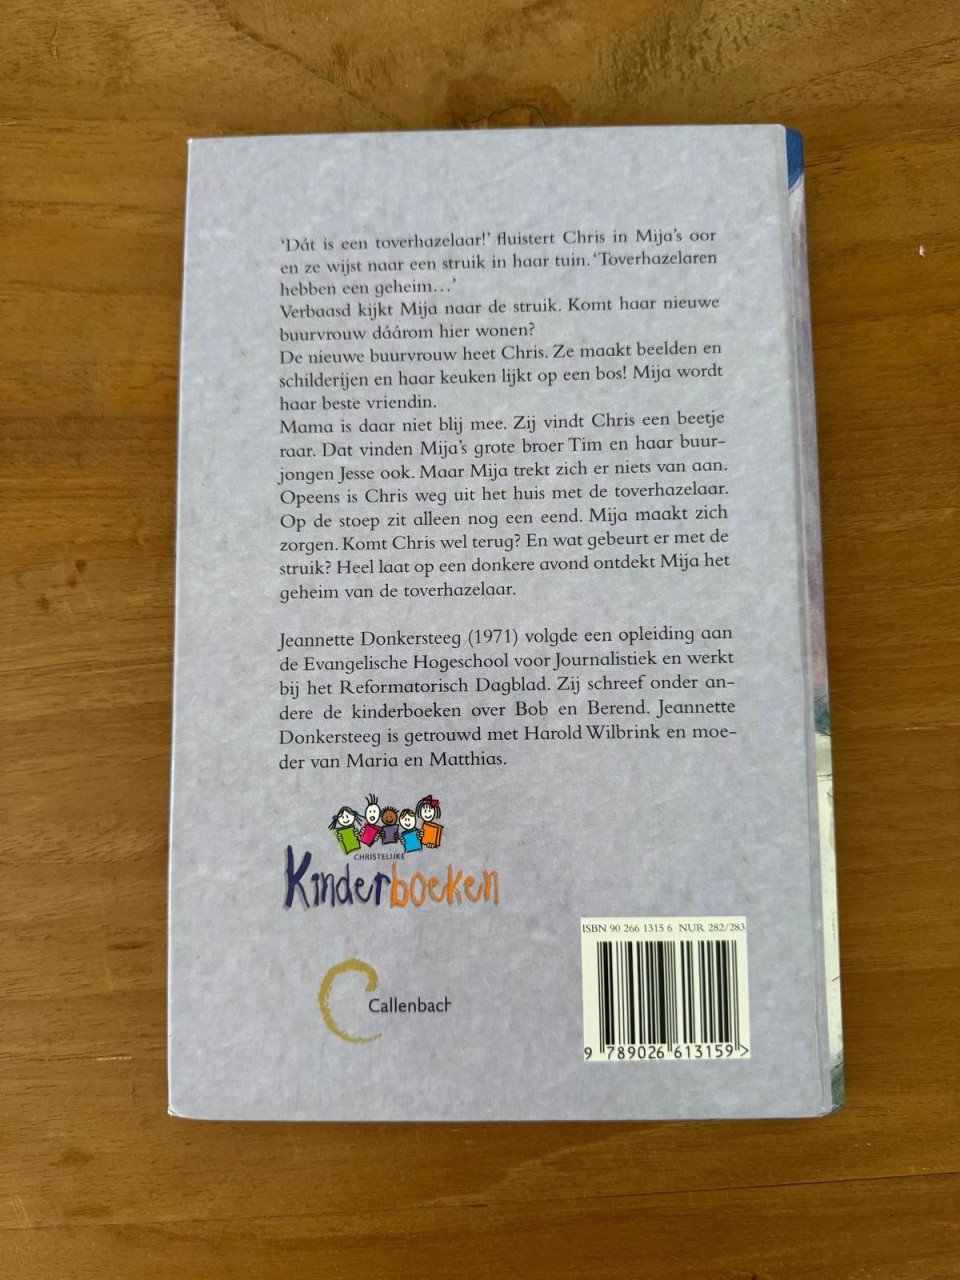 ‘Dát is een toverhazelaar!’ fluistert Chris in Mija’s oor
en ze wijst naar een struik in haar tuin. ‘Toverhazelaren
hebben een geheim…’
Verbaasd kijkt Mija naar de struik. Komt haar nieuwe
buurvrouw dáárom hier wonen?
De nieuwe buurvrouw heet Chris. Ze maakt beelden en
schilderijen en haar keuken lijkt op een bos! Mija wordt
haar beste vriendin.
Mama is daar niet blij mee. Zij vindt Chris een beetje
raar. Dat vinden Mija’s grote broer Tim en haar buur-
jongen Jesse ook. Maar Mija trekt zich er niets van aan.
Opeens is Chris weg uit het huis met de toverhazelaar.
Op de stoep zit alleen nog een eend. Mija maakt zich
zorgen. Komt Chris wel terug? En wat gebeurt er met de
struik? Heel laat op een donkere avond ontdekt Mija het
geheim van de toverhazelaar.
Jeannette Donkersteeg (1971) volgde een opleiding aan
de Evangelische Hogeschool voor Journalistiek en werkt
bij het Reformatorisch Dagblad. Zij schreef onder an-
dere de kinderboeken over Bob en Berend. Jeannette
Donkersteeg is getrouwd met Harold Wilbrink en moe-
der van Maria en Matthias.
CHRISTELIJKE
Kinderboeken
Callenbach
ISBN 90 266 1315 6 NUR 282/283
9 789026 613159>